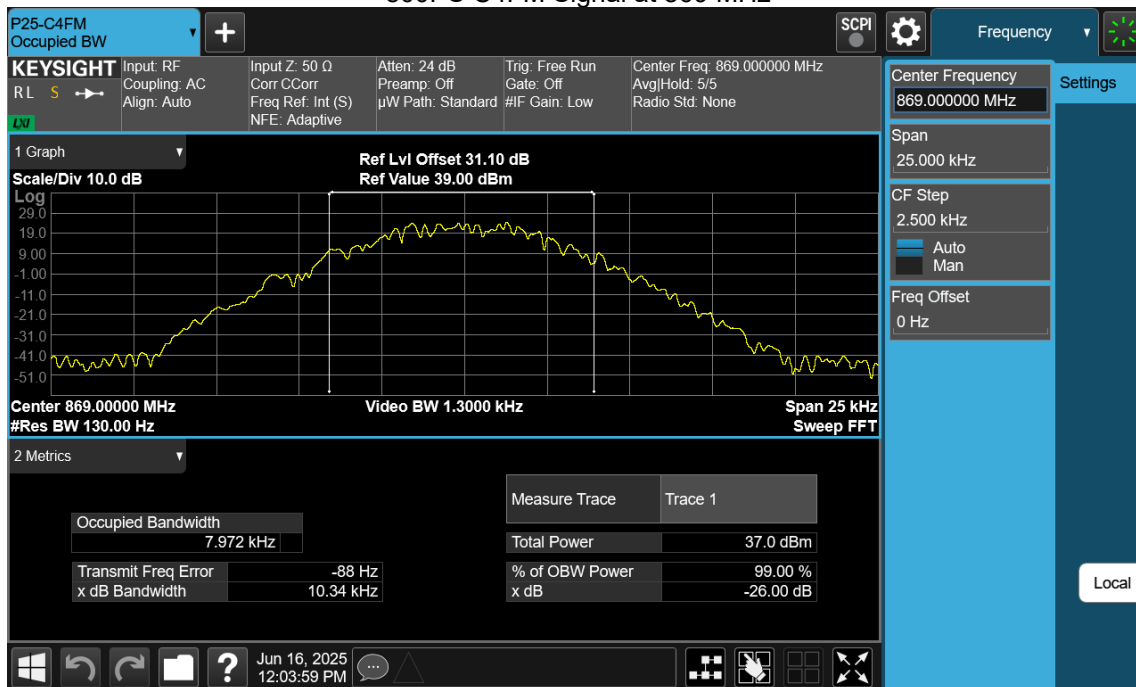 P25-C4FM
Occupied BW
SCPI
Frequency
KEYSIGHT
R L S
LXI
Input: RF
Coupling: AC
Align: Auto
Input Z: 50 Ω
Corr CCorr
Freq Ref: Int (S)
NFE: Adaptive
Atten: 24 dB
Preamp: Off
µW Path: Standard
Trig: Free Run
Gate: Off
#IF Gain: Low
Center Freq: 869.000000 MHz
Avg|Hold: 5/5
Radio Std: None
1 Graph
Scale/Div 10.0 dB
Ref Lvl Offset 31.10 dB
Ref Value 39.00 dBm
Log
29.0
19.0
9.00
-1.00
-11.0
-21.0
-31.0
-41.0
-51.0
Center 869.00000 MHz
#Res BW 130.00 Hz
Video BW 1.3000 kHz
Span 25 kHz
Sweep FFT
2 Metrics
Measure Trace Trace 1
Occupied Bandwidth
7.972 kHz
Total Power 37.0 dBm
Transmit Freq Error -88 Hz
% of OBW Power 99.00 %
x dB Bandwidth 10.34 kHz
x dB -26.00 dB
Jun 16, 2025
12:03:59 PM
Center Frequency
869.000000 MHz
Settings
Span
25.000 kHz
CF Step
2.500 kHz
Auto
Man
Freq Offset
0 Hz
Local